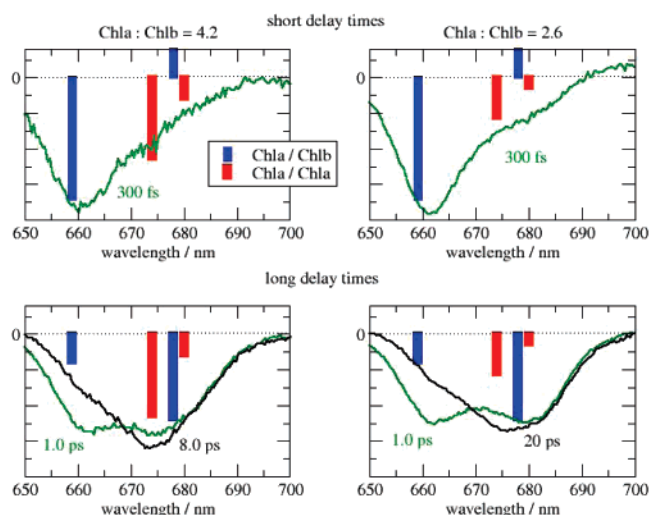 short delay times
Chla : Chlb = 4.2
Chla : Chlb = 2.6
0
300 fs
Chla / Chlb
Chla / Chla
0
300 fs
650 660 670 680 690 700
wavelength / nm
650 660 670 680 690 700
wavelength / nm
long delay times
0
1.0 ps
8.0 ps
0
1.0 ps
20 ps
650 660 670 680 690 700
wavelength / nm
650 660 670 680 690 700
wavelength / nm